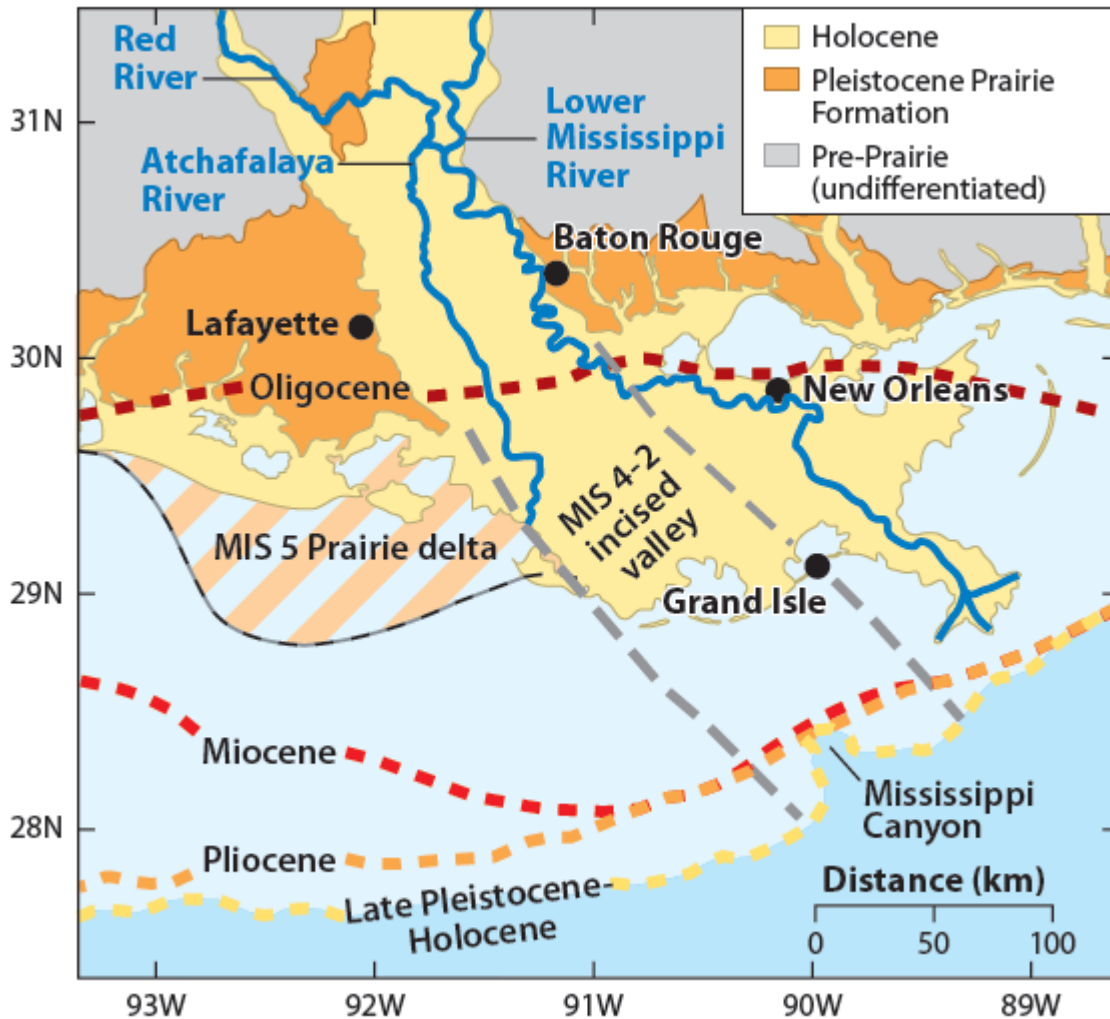 Red
River
Atchafalaya
River
Lower
Mississippi
River
Holocene
Pleistocene Prairie
Formation
Pre-Prairie
(undifferentiated)
31N
30N
29N
28N
Baton Rouge
Lafayette
Oligocene
New Orleans
MIS 4-2
incised
valley
MIS 5 Prairie delta
Grand Isle
Miocene
Mississippi
Canyon
Pliocene
Late Pleistocene-
Holocene
Distance (km)
0 50 100
93W 92W 91W 90W 89W